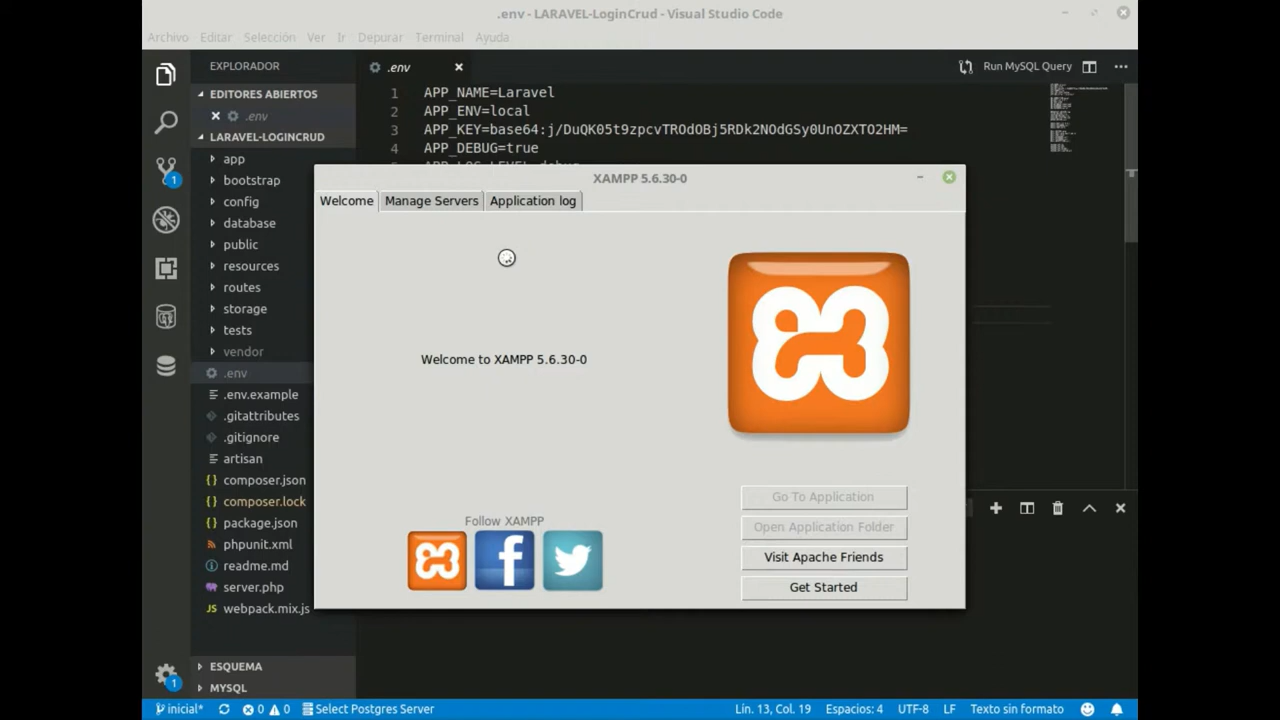 .env - LARAVEL-LoginCrud - Visual Studio Code
Archivo Editar Selección Ver Ir Depurar Terminal Ayuda
EXPLORADOR
.env
Run MySQL Query
EDITORES ABIERTOS
.env
LARAVEL-LOGINCRUD
app
bootstrap
config
database
public
resources
routes
storage
tests
vendor
.env
.env.example
.gitattributes
.gitignore
artisan
composer.json
composer.lock
package.json
phpunit.xml
readme.md
server.php
webpack.mix.js
ESQUEMA
MYSQL
1 APP_NAME=Laravel
2 APP_ENV=local
3 APP_KEY=base64:j/DuQK05t9zpcvTROdOBj5RDk2NOdGSy0UnOZXTO2HM=
4 APP_DEBUG=true
XAMPP 5.6.30-0
Welcome Manage Servers Application log
Welcome to XAMPP 5.6.30-0
Follow XAMPP
Go To Application
Open Application Folder
Visit Apache Friends
Get Started
1
1
inicial* 0 0 Select Postgres Server Lín. 13, Col. 19 Espacios: 4 UTF-8 LF Texto sin formato